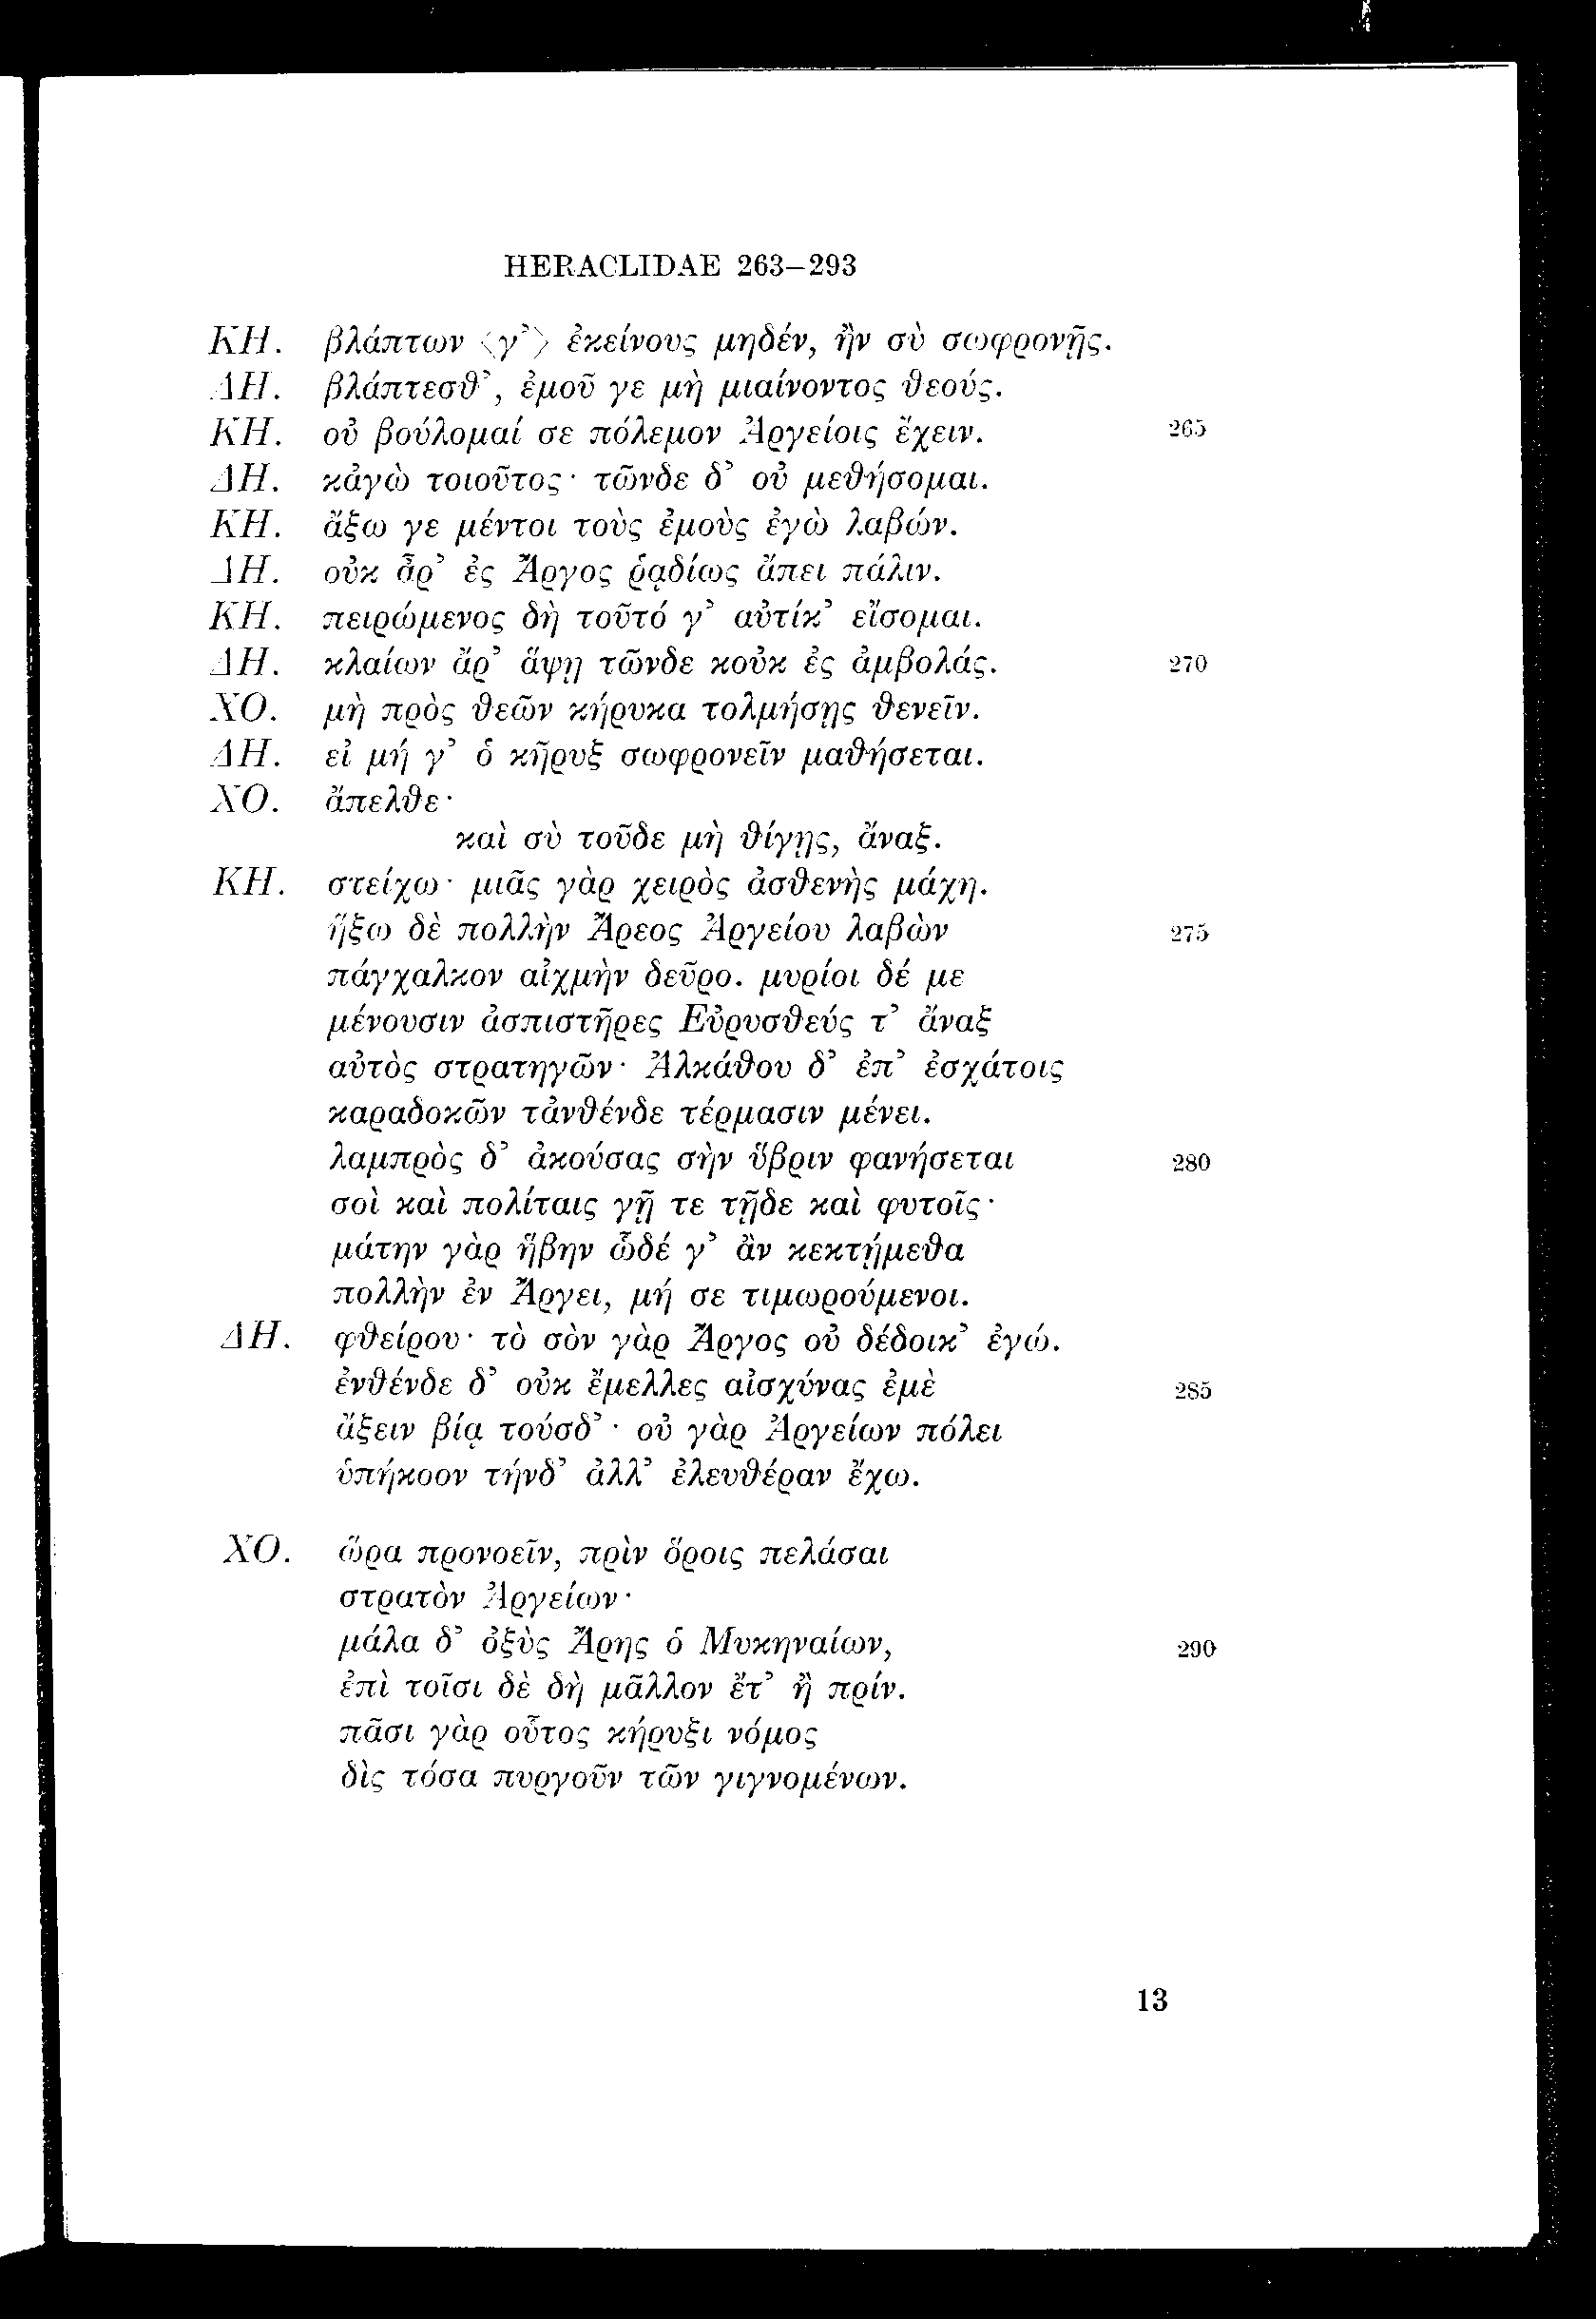 HERACLIDAE 263–293
ΚΗ. βλάπτων ⟨γ’⟩ ἐκείνους μηδέν, ἢν σὺ σωφρονῇς.
ΔΗ. βλάπτεσθ’, ἐμοῦ γε μὴ μιαίνοντος θεούς.
ΚΗ. οὐ βούλομαί σε πόλεμον Ἀργείοις ἔχειν. 265
ΔΗ. κἀγὼ τοιοῦτος· τῶνδε δ’ οὐ μεθήσομαι.
ΚΗ. ἄξω γε μέντοι τοὺς ἐμοὺς ἐγὼ λαβών.
ΔΗ. οὐκ ἆρ’ ἐς Ἄργος ῥᾳδίως ἄπει πάλιν.
ΚΗ. πειρώμενος δὴ τοῦτό γ’ αὐτίκ’ εἴσομαι.
ΔΗ. κλαίων ἄρ’ ἅψῃ τῶνδε κοὐκ ἐς ἀμβολάς. 270
ΧΟ. μὴ πρὸς θεῶν κήρυκα τολμήσῃς θενεῖν.
ΔΗ. εἰ μή γ’ ὁ κῆρυξ σωφρονεῖν μαθήσεται.
ΧΟ. ἄπελθε·
καὶ σὺ τοῦδε μὴ θίγῃς, ἄναξ.
ΚΗ. στείχω· μιᾶς γὰρ χειρὸς ἀσθενὴς μάχη.
ἥξω δὲ πολλὴν Ἄρεος Ἀργείου λαβὼν 275
πάγχαλκον αἰχμὴν δεῦρο. μυρίοι δέ με
μένουσιν ἀσπιστῆρες Εὐρυσθεύς τ’ ἄναξ
αὐτὸς στρατηγῶν· Ἀλκάθου δ’ ἐπ’ ἐσχάτοις
καραδοκῶν τἀνθένδε τέρμασιν μένει.
λαμπρὸς δ’ ἀκούσας σὴν ὕβριν φανήσεται 280
σοὶ καὶ πολίταις γῇ τε τῇδε καὶ φυτοῖς·
μάτην γὰρ ἥβην ὧδέ γ’ ἂν κεκτῄμεθα
πολλὴν ἐν Ἄργει, μή σε τιμωρούμενοι.
ΔΗ. φθείρου· τὸ σὸν γὰρ Ἄργος οὐ δέδοικ’ ἐγώ.
ἐνθένδε δ’ οὐκ ἔμελλες αἰσχύνας ἐμὲ 285
ἄξειν βίᾳ τούσδ’· οὐ γὰρ Ἀργείων πόλει
ὑπήκοον τήνδ’ ἀλλ’ ἐλευθέραν ἔχω.
ΧΟ. ὥρα προνοεῖν, πρὶν ὅροις πελάσαι
στρατὸν Ἀργείων·
μάλα δ’ ὀξὺς Ἄρης ὁ Μυκηναίων, 290
ἐπὶ τοῖσι δὲ δὴ μᾶλλον ἔτ’ ἢ πρίν.
πᾶσι γὰρ οὗτος κήρυξι νόμος
δὶς τόσα πυργοῦν τῶν γιγνομένων.
13